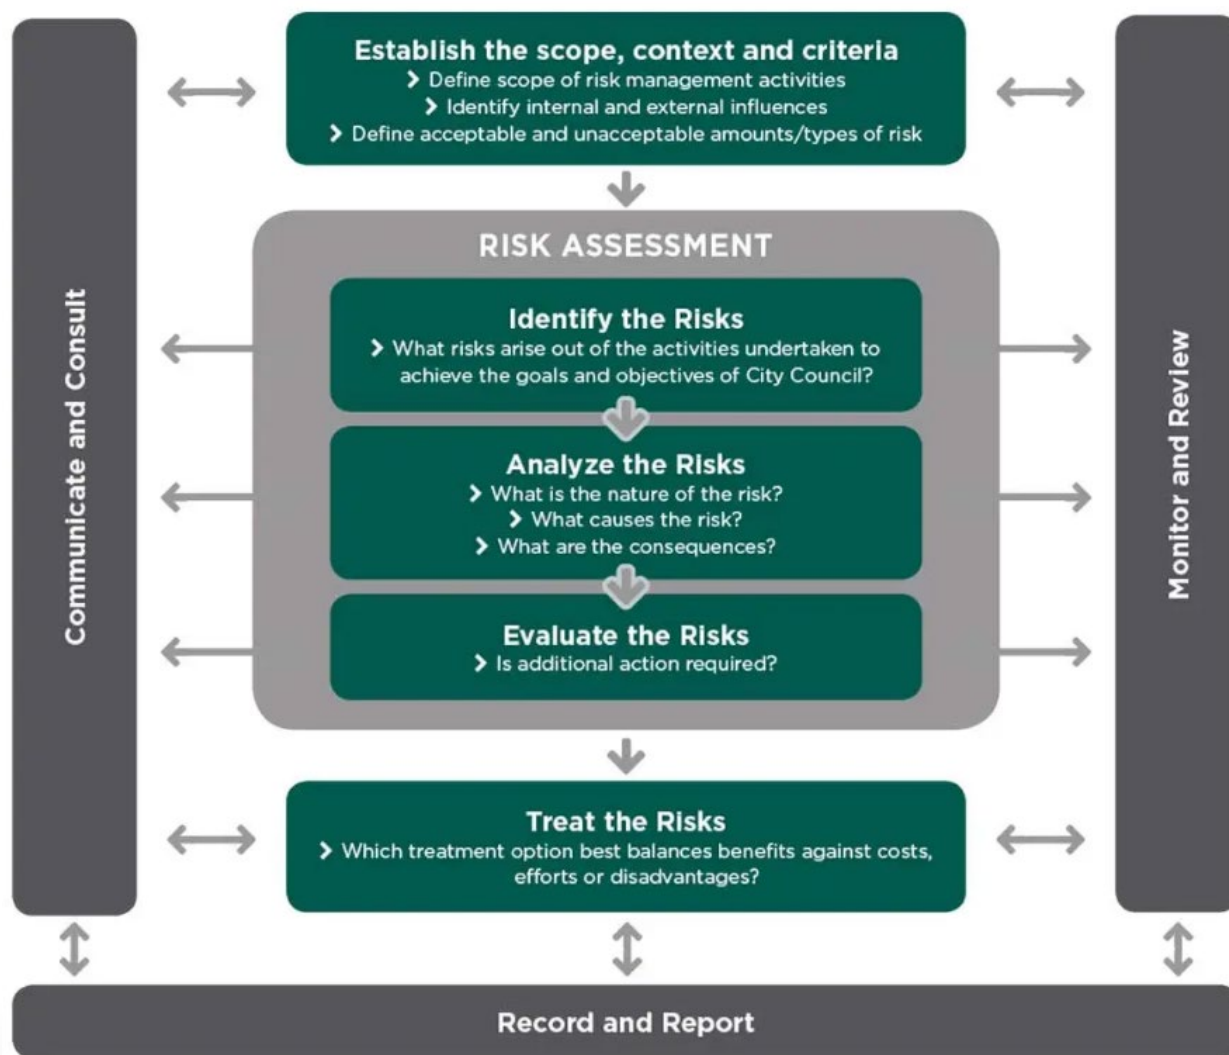 Establish the scope, context and criteria
Define scope of risk management activities
Identify internal and external influences
Define acceptable and unacceptable amounts/types of risk
RISK ASSESSMENT
Identify the Risks
What risks arise out of the activities undertaken to
achieve the goals and objectives of City Council?
Analyze the Risks
What is the nature of the risk?
What causes the risk?
What are the consequences?
Evaluate the Risks
Is additional action required?
Treat the Risks
Which treatment option best balances benefits against costs,
efforts or disadvantages?
Communicate and Consult
Monitor and Review
Record and Report